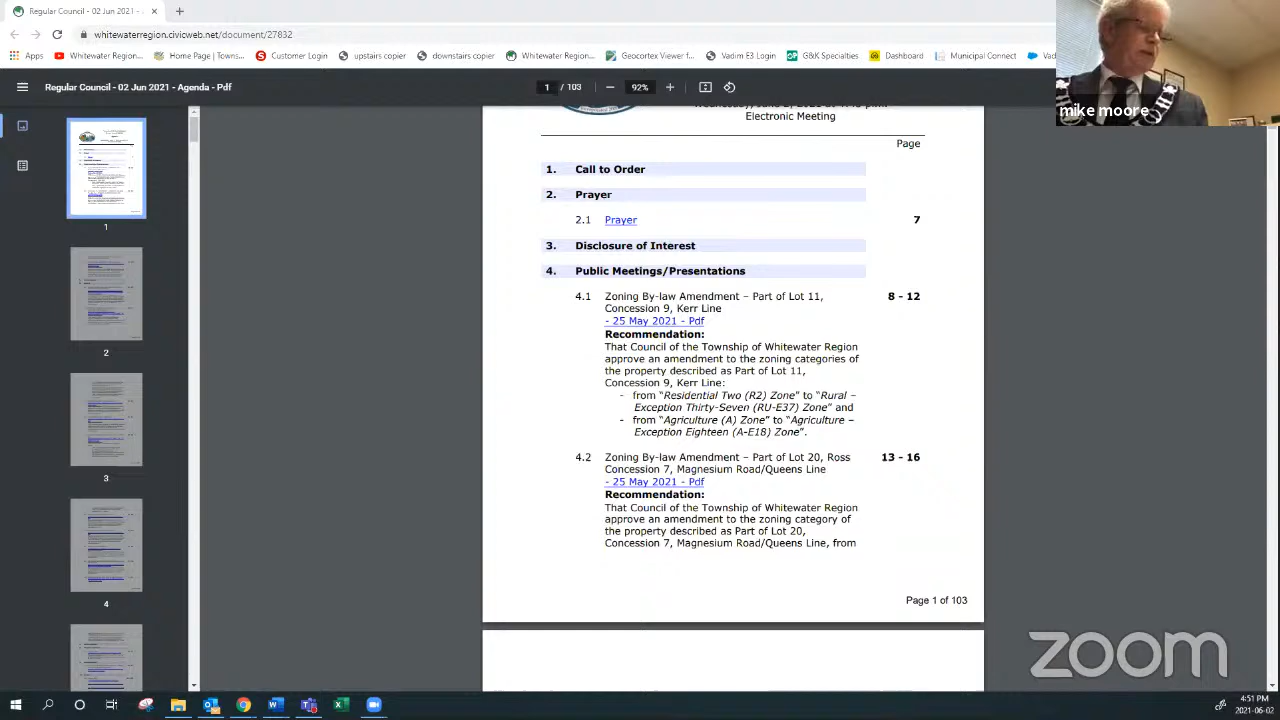 Regular Council - 02 Jun 2021 - A
whitewaterregion.civicweb.net/document/27832
Apps
Whitewater Region...
Home Page | Town...
Customer Login
upstairs copier
downstairs copier
Whitewater Region...
Geocortex Viewer f...
Vadim E3 Login
G&K Specialties
Dashboard
Municipal Connect
Vad
mike moore
Regular Council - 02 Jun 2021 - Agenda - Pdf
1 / 103
92%
Electronic Meeting
Page
1. Call to Order
2. Prayer
2.1 Prayer 7
3. Disclosure of Interest
4. Public Meetings/Presentations
4.1 Zoning By-law Amendment – Part of Lot 11, 8 - 12
Concession 9, Kerr Line
- 25 May 2021 - Pdf
Recommendation:
That Council of the Township of Whitewater Region
approve an amendment to the zoning categories of
the property described as Part of Lot 11,
Concession 9, Kerr Line:
- from "Residential Two (R2) Zone" to "Rural –
Exception Thirty-Seven (RU-E37) Zone" and
- from "Agriculture (A) Zone" to "Agriculture –
Exception Eighteen (A-E18) Zone".
4.2 Zoning By-law Amendment – Part of Lot 20, Ross 13 - 16
Concession 7, Magnesium Road/Queens Line
- 25 May 2021 - Pdf
Recommendation:
That Council of the Township of Whitewater Region
approve an amendment to the zoning category of
the property described as Part of Lot 20,
Concession 7, Magnesium Road/Queens Line, from
Page 1 of 103
1
2
3
4
zoom
4:51 PM
2021-06-02